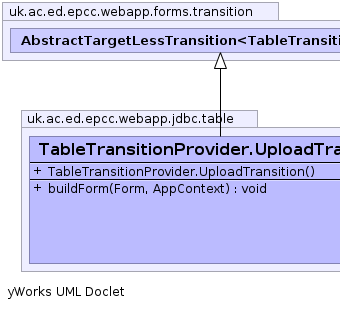 uk.ac.ed.epcc.webapp.forms.transition
AbstractTargetLessTransition<TableTransiti
uk.ac.ed.epcc.webapp.jdbc.table
TableTransitionProvider.UploadTra
+ TableTransitionProvider.UploadTransition()
+ buildForm(Form, AppContext) : void
yWorks UML Doclet